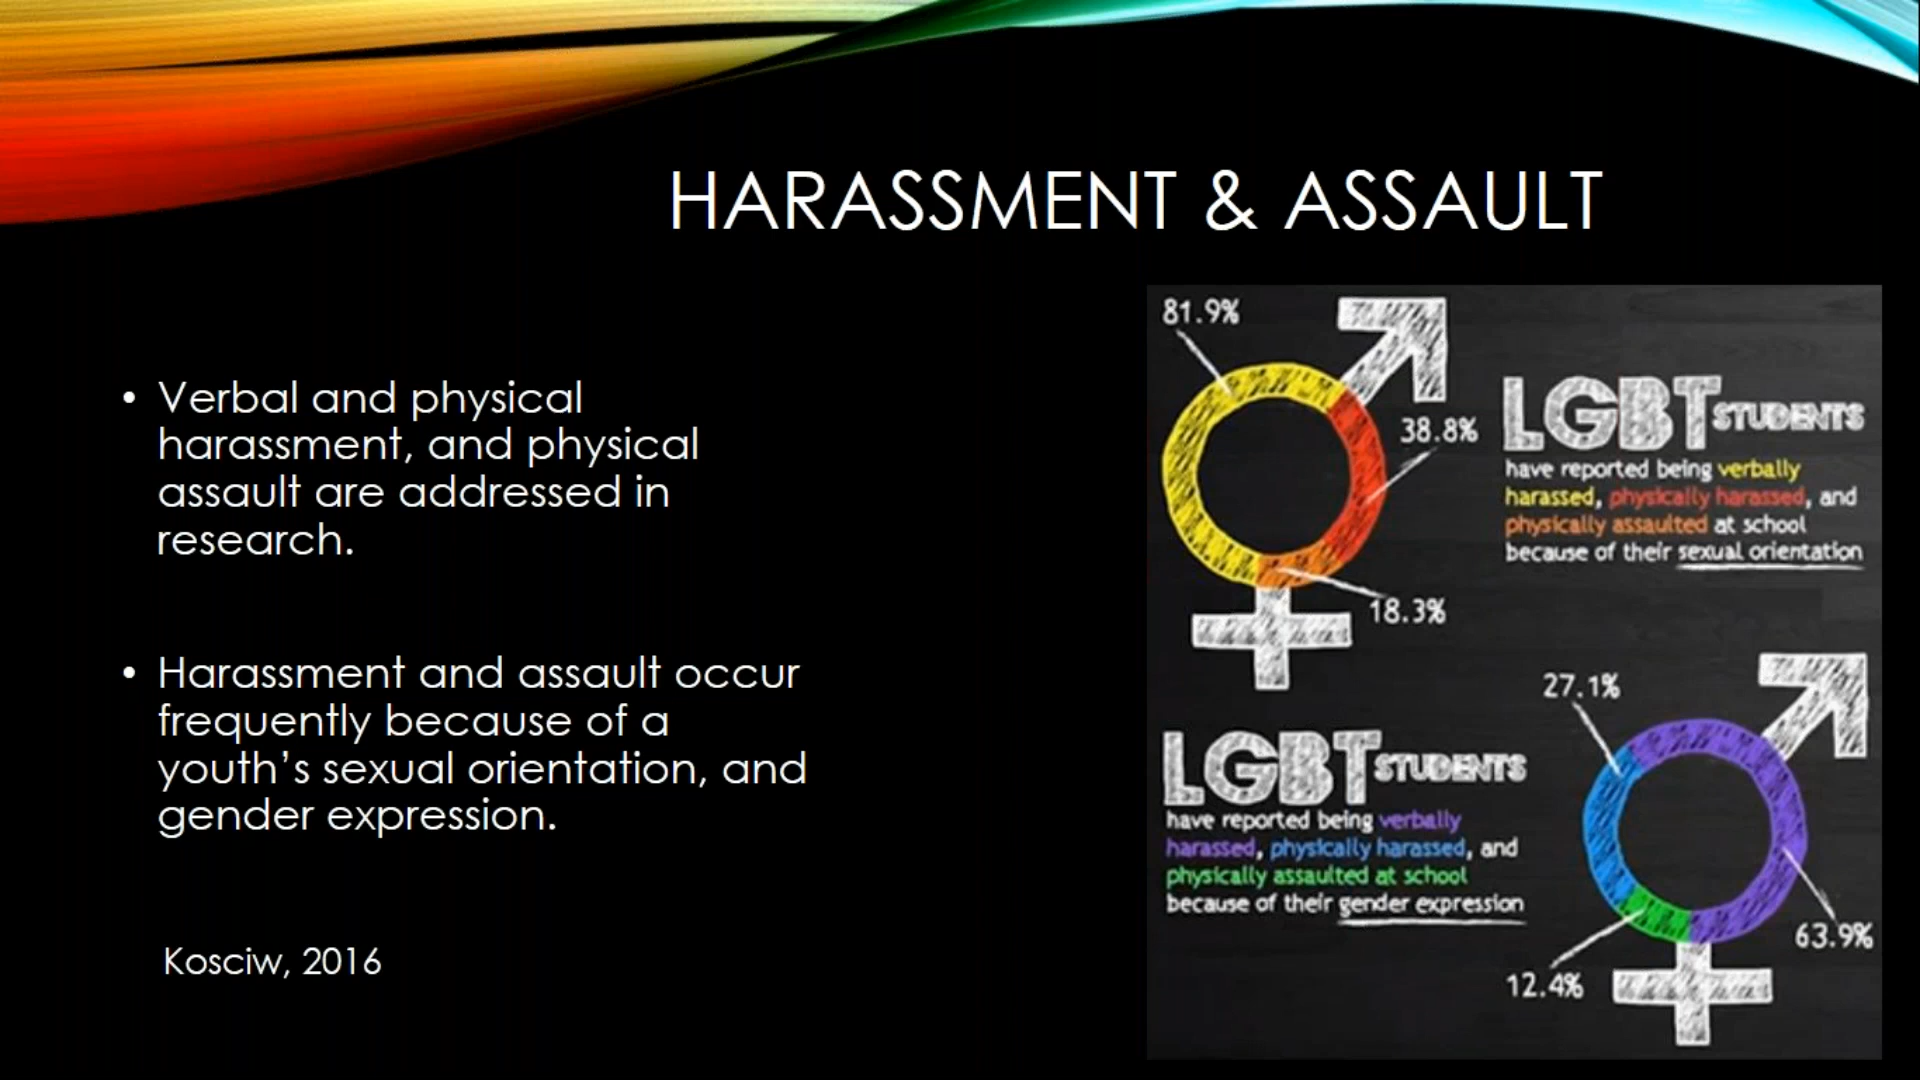 HARASSMENT & ASSAULT
• Verbal and physical
harassment, and physical
assault are addressed in
research.
• Harassment and assault occur
frequently because of a
youth’s sexual orientation, and
gender expression.
Kosciw, 2016
81.9%
38.8%
18.3%
LGBT STUDENTS
have reported being verbally
harassed, physically harassed, and
physically assaulted at school
because of their sexual orientation
LGBT STUDENTS
have reported being verbally
harassed, physically harassed, and
physically assaulted at school
because of their gender expression
27.1%
63.9%
12.4%